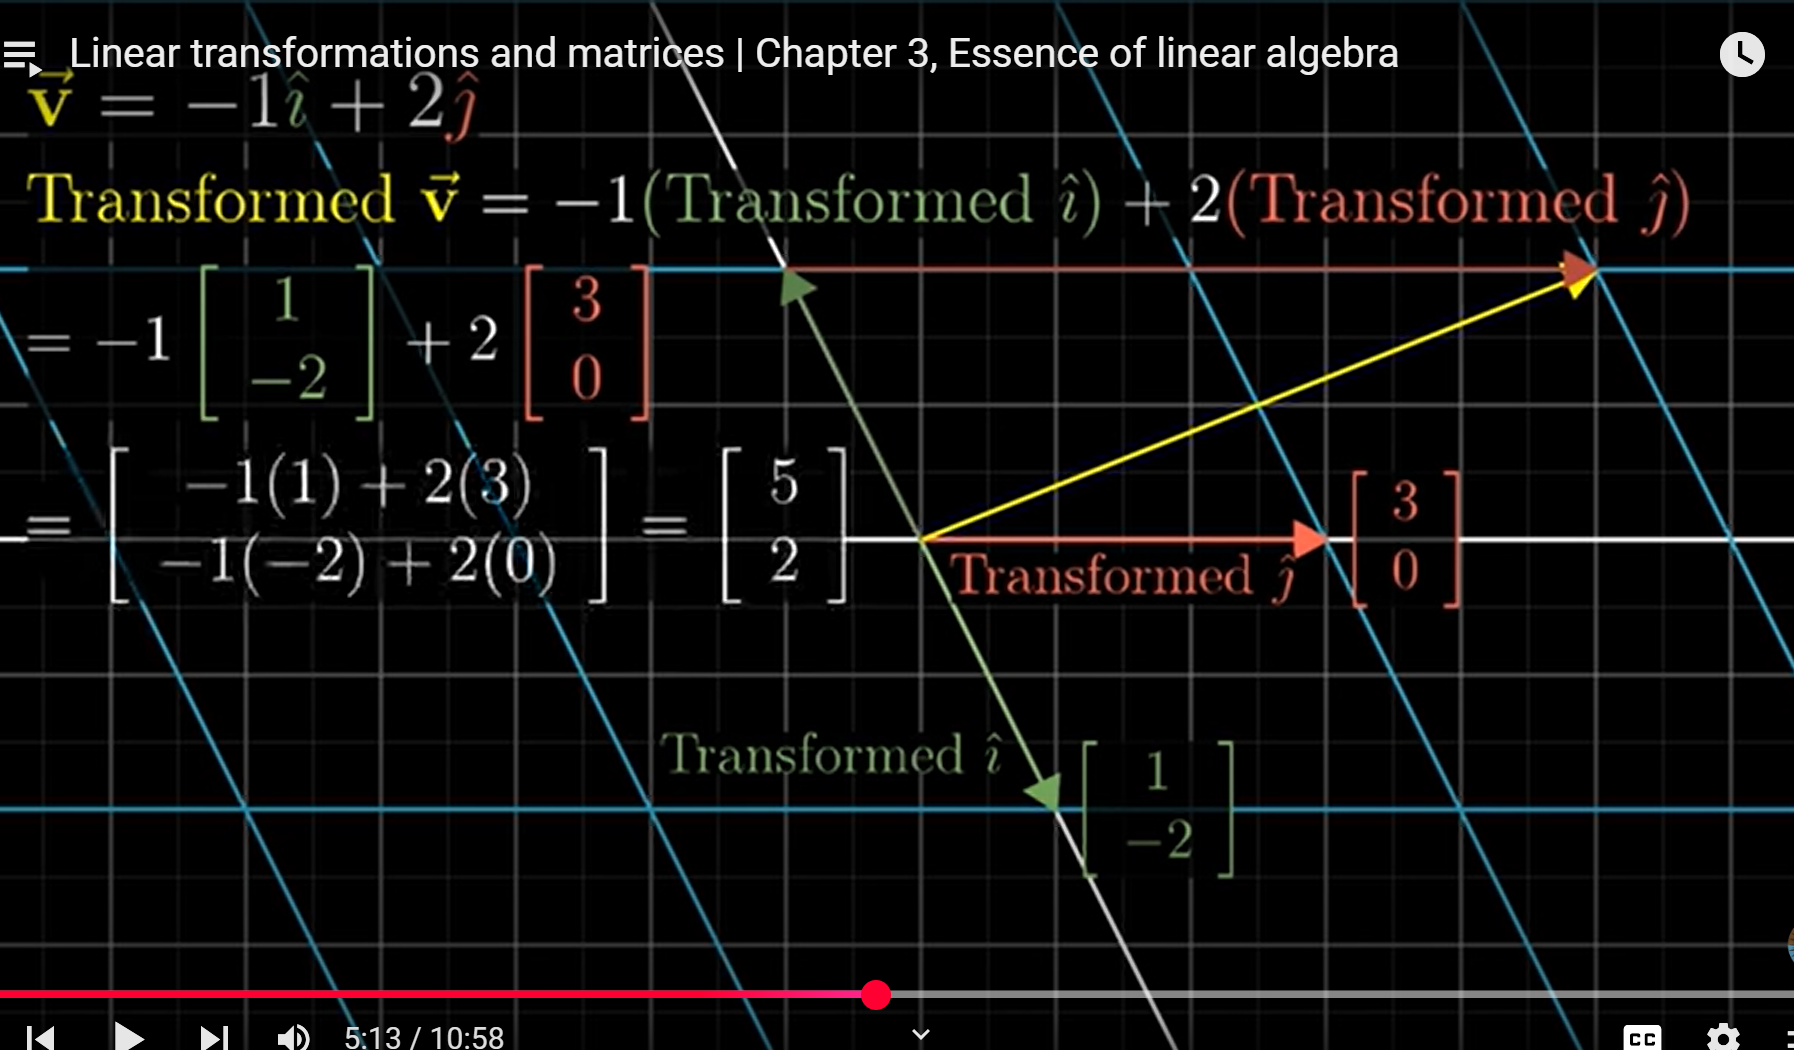 Linear transformations and matrices | Chapter 3, Essence of linear algebra
v⃗ = −1î + 2ĵ
Transformed v⃗ = −1(Transformed î) + 2(Transformed ĵ)
= −1 [1 −2] + 2 [3 0]
= [−1(1) + 2(3) −1(−2) + 2(0)] = [5 2]
Transformed ĵ [3 0]
Transformed î [1 −2]
5:13 / 10:58
CC